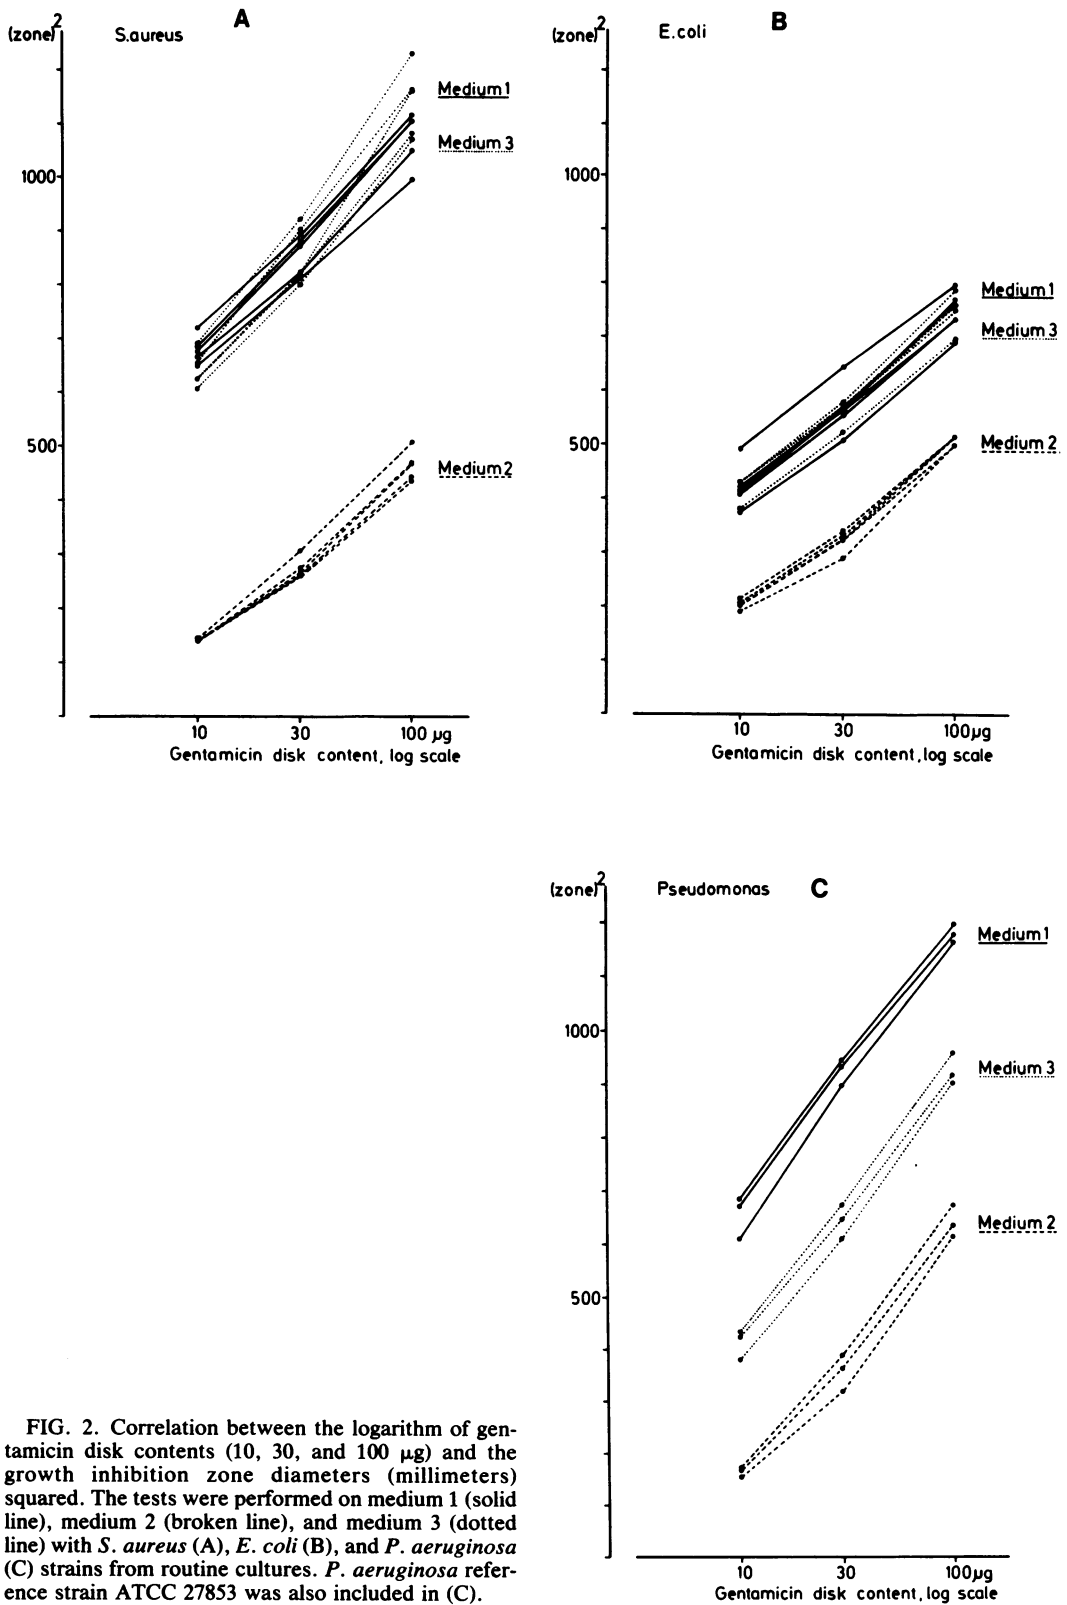 A
(zone)2
S.aureus
Medium 1
Medium 3
1000
500
Medium 2
10 30 100 µg
Gentamicin disk content, log scale
B
(zone)2
E.coli
1000
Medium 1
Medium 3
500
Medium 2
10 30 100µg
Gentamicin disk content, log scale
(zone)2
Pseudomonas C
Medium 1
1000
Medium 3
Medium 2
500
10 30 100µg
Gentamicin disk content, log scale
FIG. 2. Correlation between the logarithm of gen-
tamicin disk contents (10, 30, and 100 µg) and the
growth inhibition zone diameters (millimeters)
squared. The tests were performed on medium 1 (solid
line), medium 2 (broken line), and medium 3 (dotted
line) with S. aureus (A), E. coli (B), and P. aeruginosa
(C) strains from routine cultures. P. aeruginosa refer-
ence strain ATCC 27853 was also included in (C).